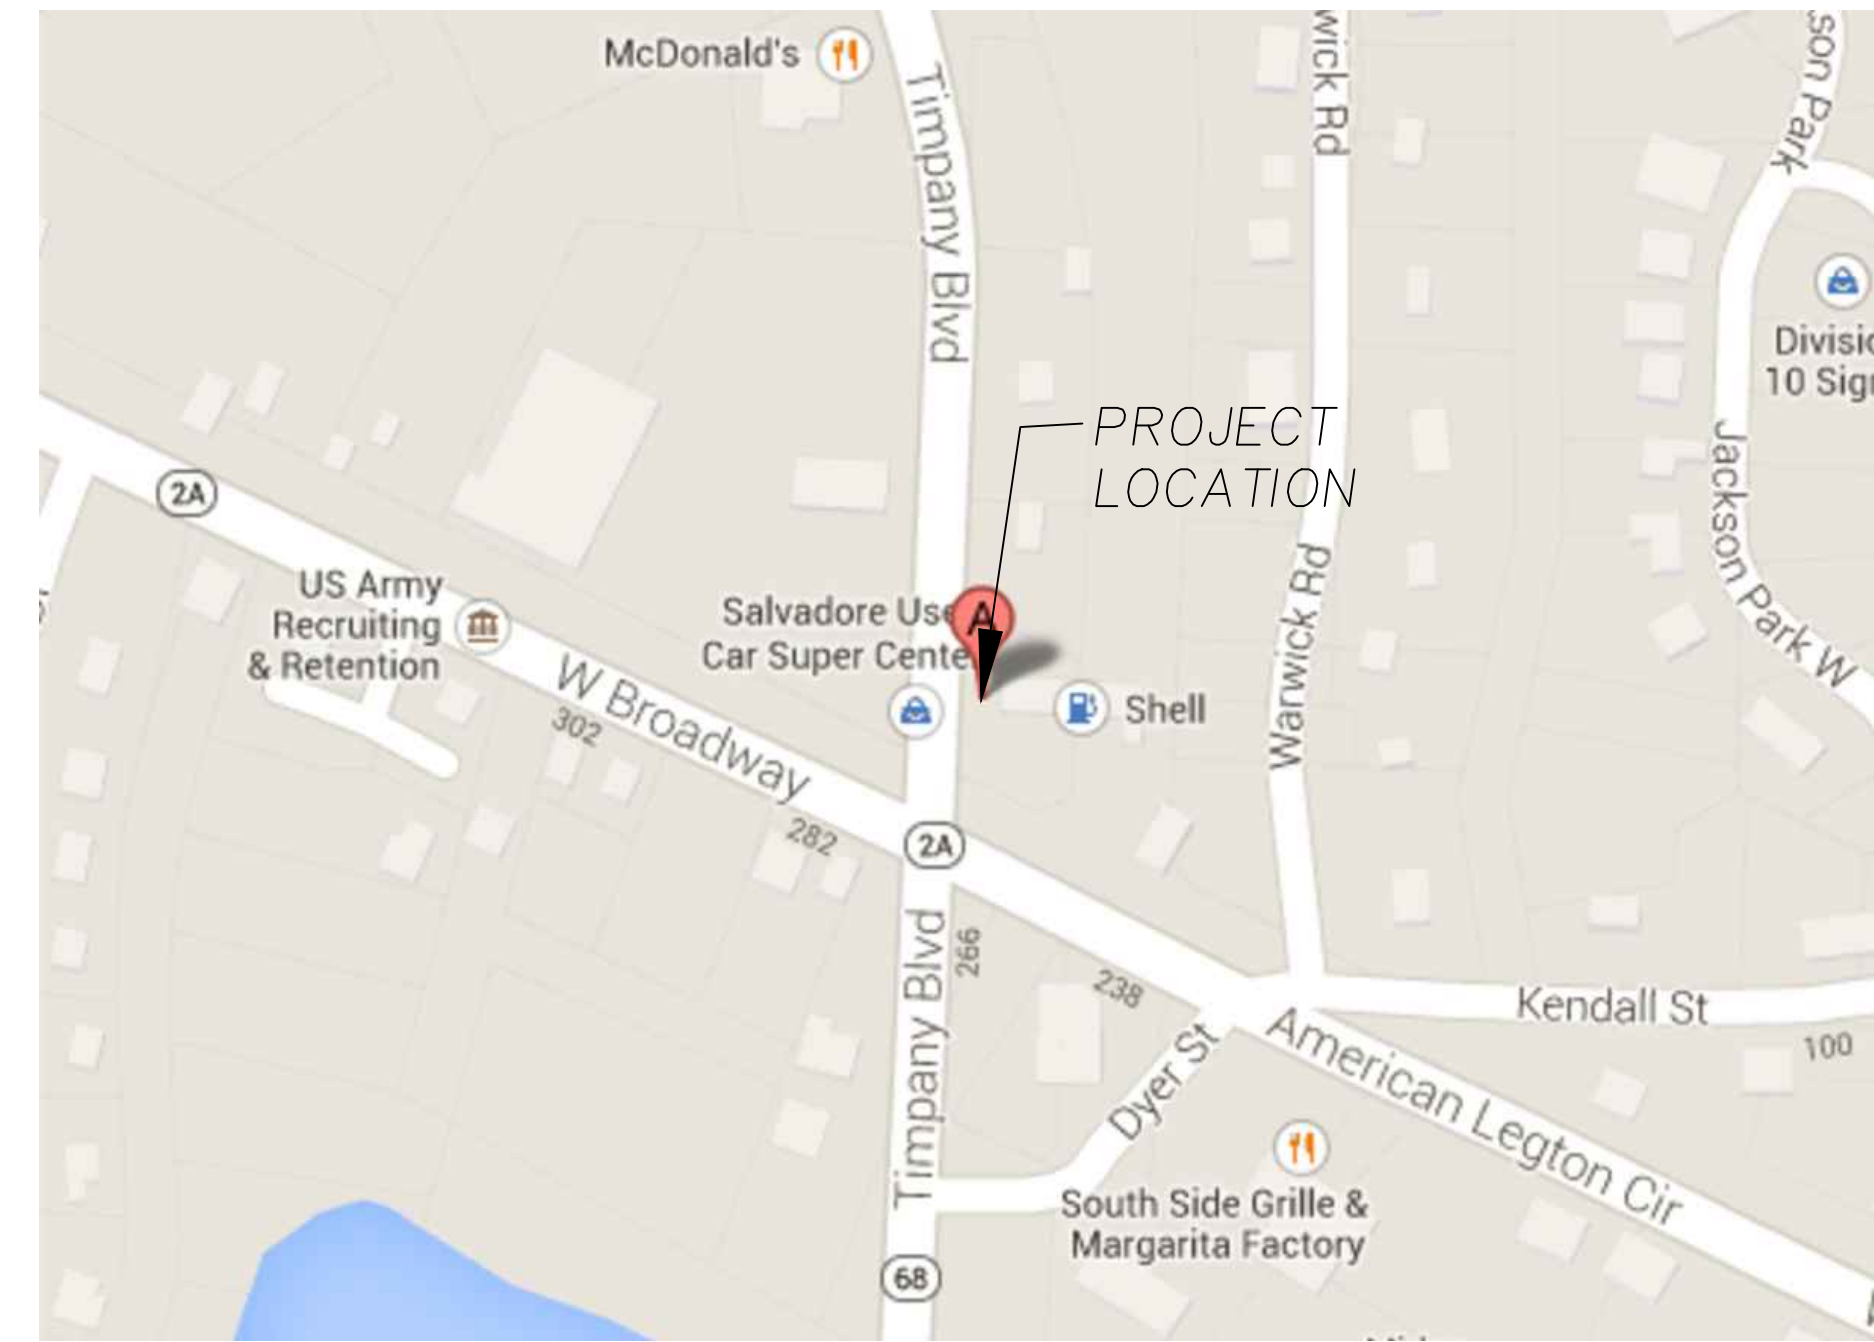 McDonald's
Timpany Blvd
wick Rd
son Park
10
PROJECT
LOCATION
2A
US Army
Recruiting
& Retention
Salvadore Use
Car Super Cente
A
Shell
Warwick Rd
Jackson Park W
W Broadway
302
282
2A
Timpany Blvd
266
238
Kendall St
100
American Legton Cir
Dyer St
South Side Grille &
Margarita Factory
68